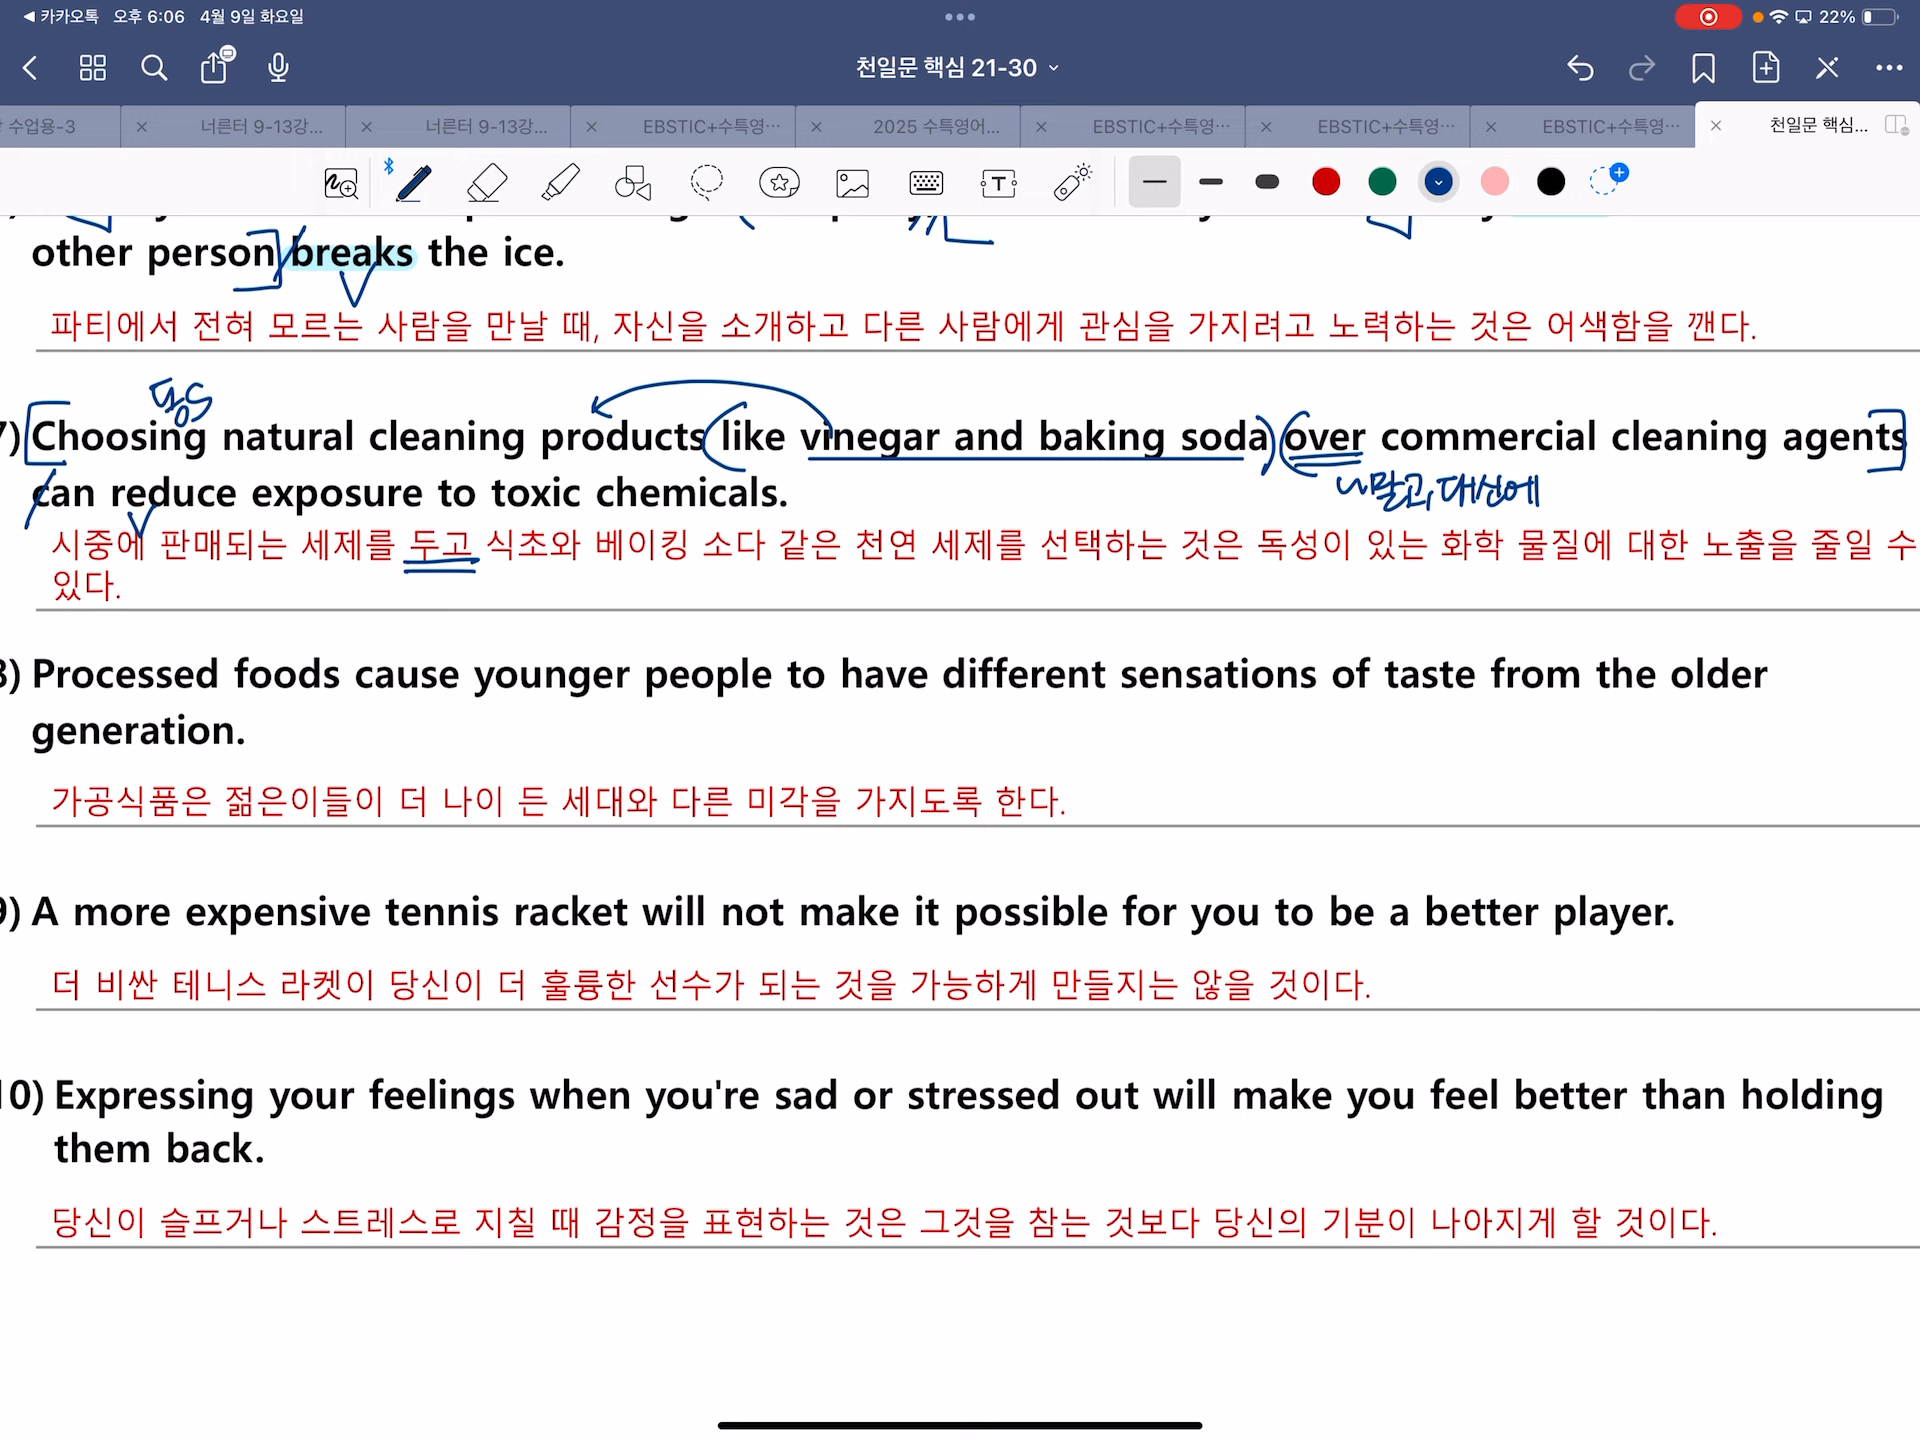 ◀ 카카오톡 오후 6:06 4월 9일 화요일 22%
천일문 핵심 21-30
수업용-3 너른터 9-13강... 너른터 9-13강... EBSTIC+수특영... 2025 수특영어... EBSTIC+수특영... EBSTIC+수특영... EBSTIC+수특영... 천일문 핵심...
other person breaks the ice.
파티에서 전혀 모르는 사람을 만날 때, 자신을 소개하고 다른 사람에게 관심을 가지려고 노력하는 것은 어색함을 깬다.
동명S
7) Choosing natural cleaning products like vinegar and baking soda over commercial cleaning agents
can reduce exposure to toxic chemicals.
~말고, 대신에
시중에 판매되는 세제를 두고 식초와 베이킹 소다 같은 천연 세제를 선택하는 것은 독성이 있는 화학 물질에 대한 노출을 줄일 수
있다.
8) Processed foods cause younger people to have different sensations of taste from the older
generation.
가공식품은 젊은이들이 더 나이 든 세대와 다른 미각을 가지도록 한다.
9) A more expensive tennis racket will not make it possible for you to be a better player.
더 비싼 테니스 라켓이 당신이 더 훌륭한 선수가 되는 것을 가능하게 만들지는 않을 것이다.
10) Expressing your feelings when you're sad or stressed out will make you feel better than holding
them back.
당신이 슬프거나 스트레스로 지칠 때 감정을 표현하는 것은 그것을 참는 것보다 당신의 기분이 나아지게 할 것이다.